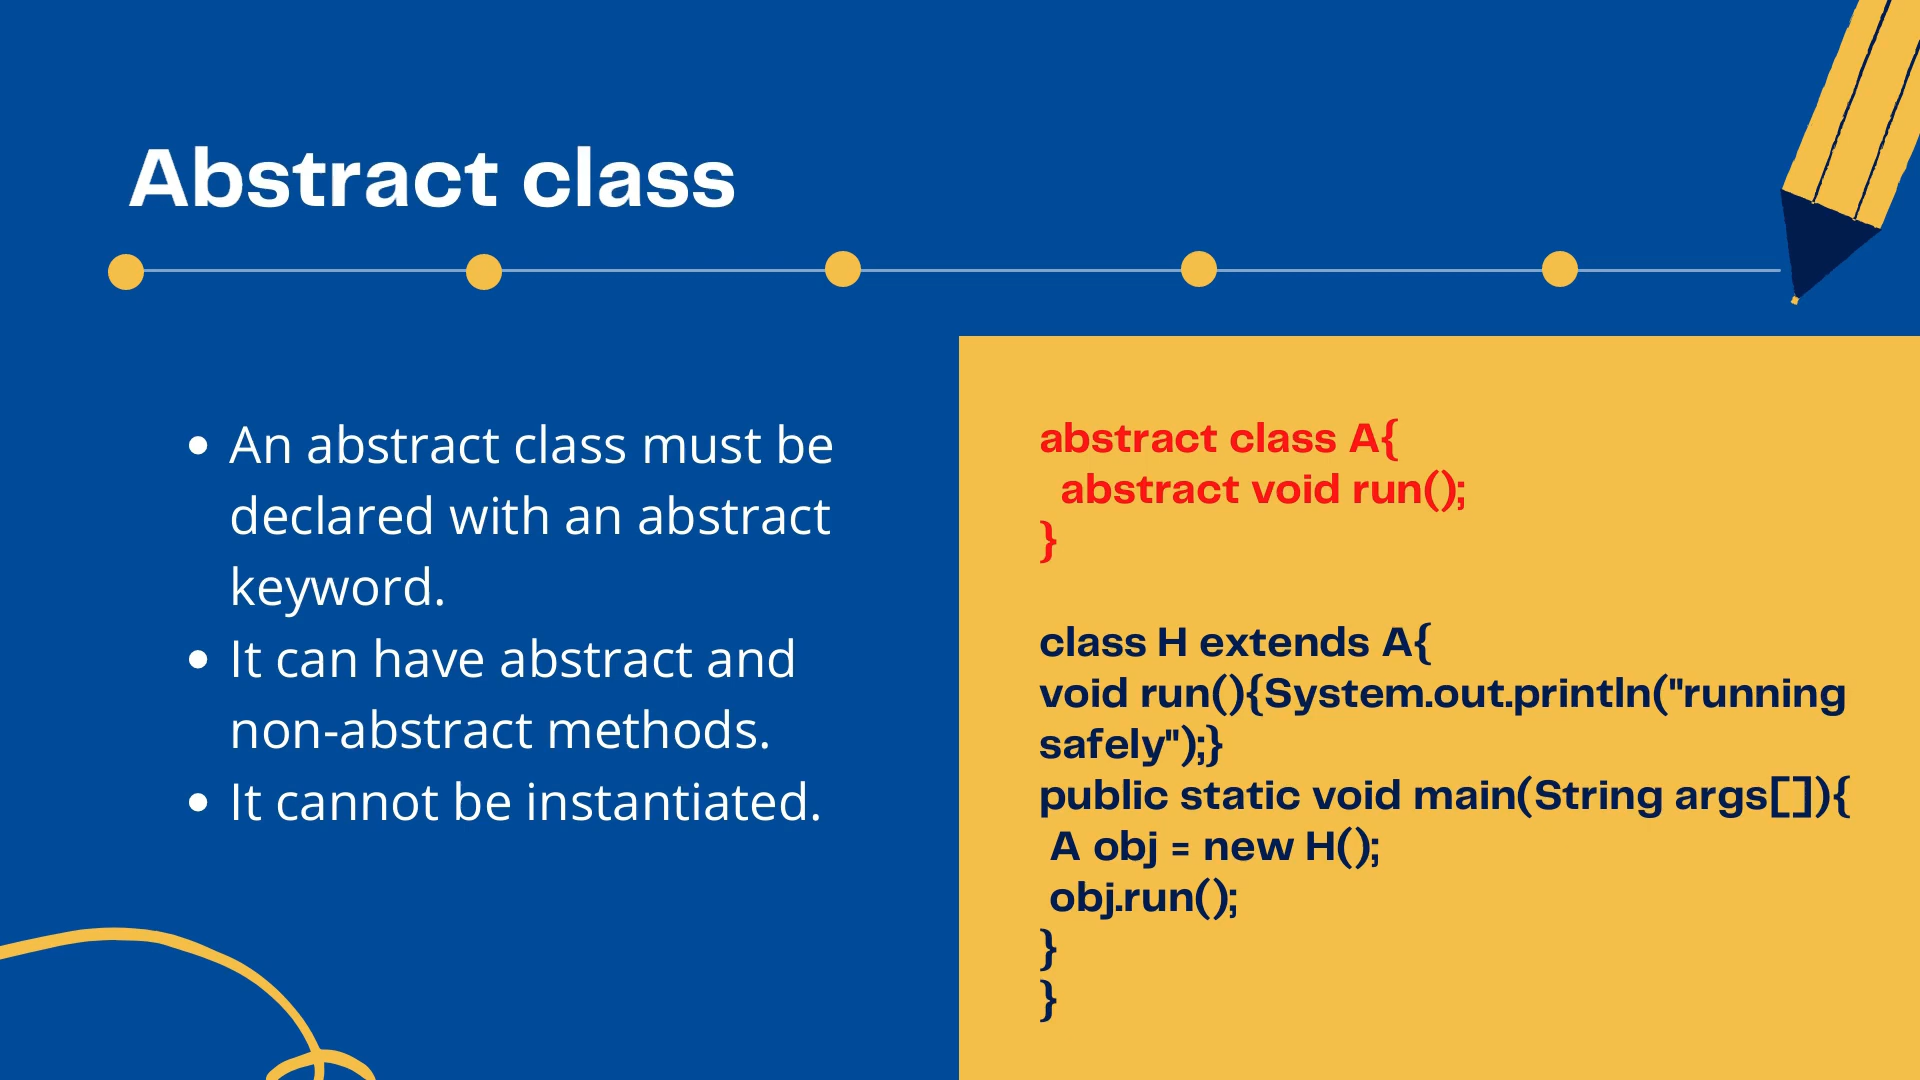 Abstract class
• An abstract class must be
declared with an abstract
keyword.
• It can have abstract and
non-abstract methods.
• It cannot be instantiated.
abstract class A{
  abstract void run();
}
class H extends A{
void run(){System.out.println("running
safely");}
public static void main(String args[]){
 A obj = new H();
 obj.run();
}
}